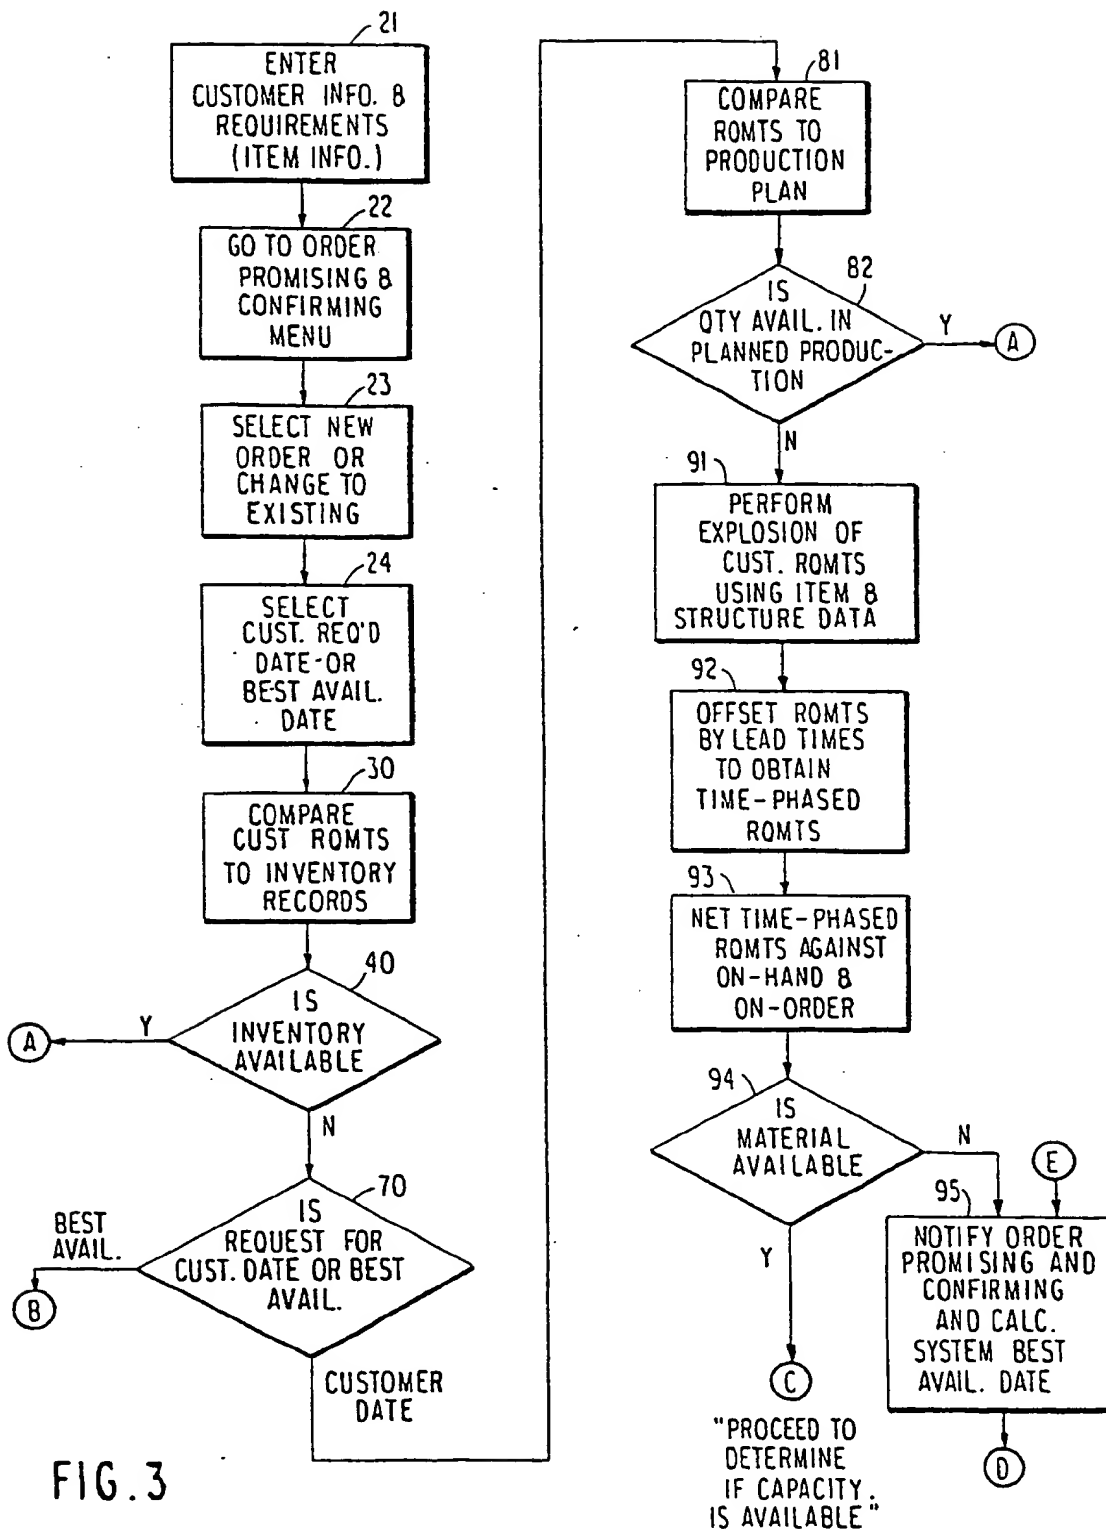 21
ENTER
CUSTOMER INFO. &
REQUIREMENTS
(ITEM INFO.)
22
GO TO ORDER
PROMISING &
CONFIRMING
MENU
23
SELECT NEW
ORDER OR
CHANGE TO
EXISTING
24
SELECT
CUST. REQ'D
DATE OR
BEST AVAIL.
DATE
30
COMPARE
CUST RQMTS
TO INVENTORY
RECORDS
40
IS
INVENTORY
AVAILABLE
Y
A
N
70
IS
REQUEST FOR
CUST. DATE OR BEST
AVAIL.
BEST
AVAIL.
B
CUSTOMER
DATE
81
COMPARE
RQMTS TO
PRODUCTION
PLAN
82
IS
QTY AVAIL. IN
PLANNED PRODUC-
TION
Y
A
N
91
PERFORM
EXPLOSION OF
CUST. RQMTS
USING ITEM &
STRUCTURE DATA
92
OFFSET RQMTS
BY LEAD TIMES
TO OBTAIN
TIME-PHASED
RQMTS
93
NET TIME-PHASED
RQMTS AGAINST
ON-HAND &
ON-ORDER
94
IS
MATERIAL
AVAILABLE
N
E
Y
95
NOTIFY ORDER
PROMISING AND
CONFIRMING
AND CALC.
SYSTEM BEST
AVAIL. DATE
C
D
"PROCEED TO
DETERMINE
IF CAPACITY.
IS AVAILABLE"
FIG.3